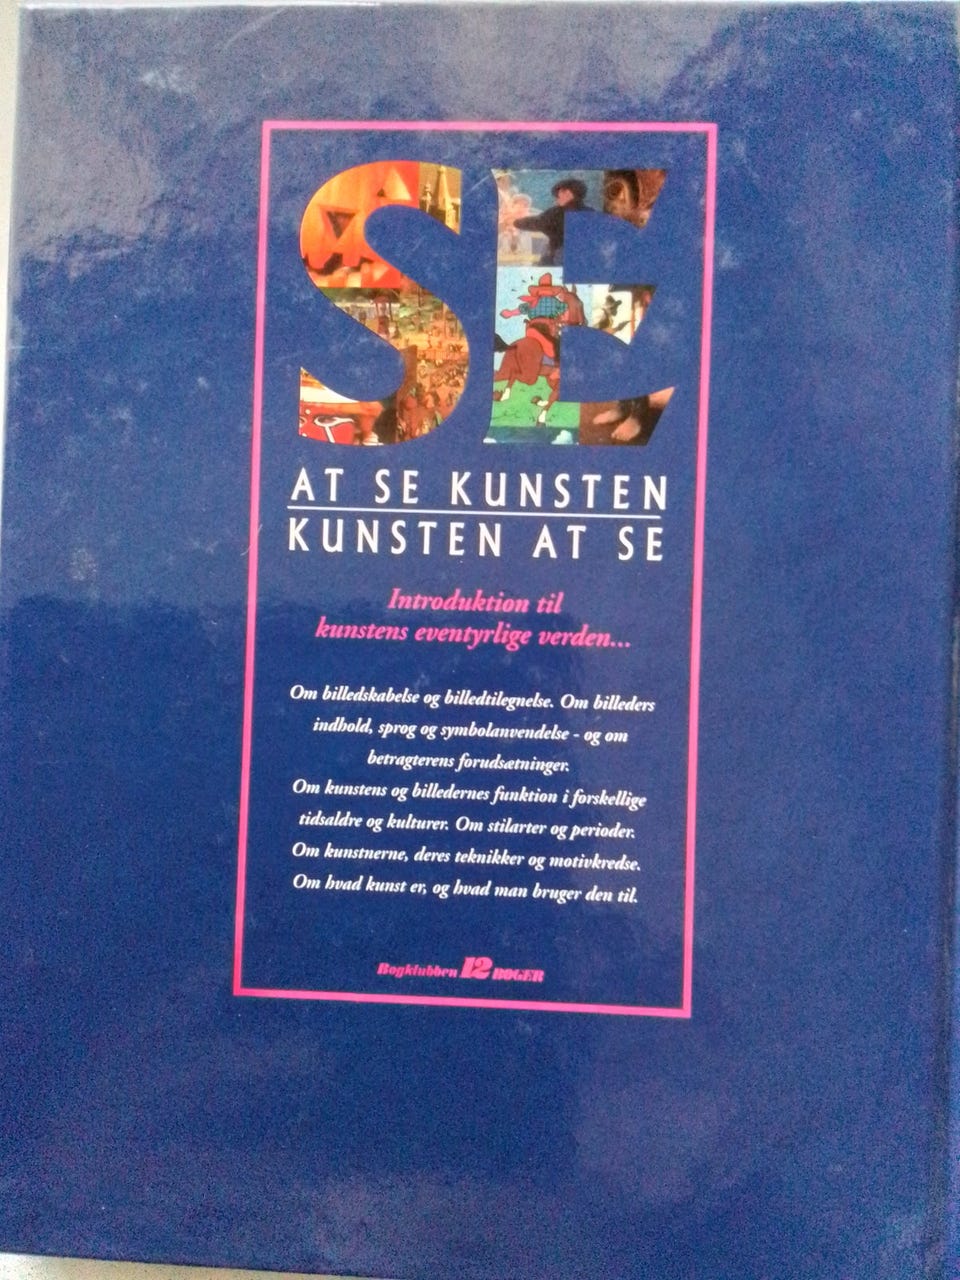 SE
AT SE KUNSTEN
KUNSTEN AT SE
Introduktion til
kunstens eventyrlige verden...
Om billedskabelse og billedtilegnelse. Om billeders
indhold, sprog og symbolanvendelse - og om
betragterens forudsætninger.
Om kunstens og billedernes funktion i forskellige
tidsaldre og kulturer. Om stilarter og perioder.
Om kunstnerne, deres teknikker og motivkredse.
Om hvad kunst er, og hvad man bruger den til.
Bogklubben 12 BØGER